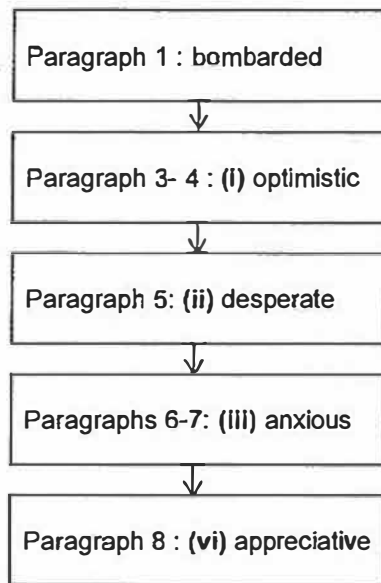 Paragraph 1 : bombarded
Paragraph 3- 4 : (i) optimistic
Paragraph 5: (ii) desperate
Paragraphs 6-7: (iii) anxious
Paragraph 8 : (vi) appreciative